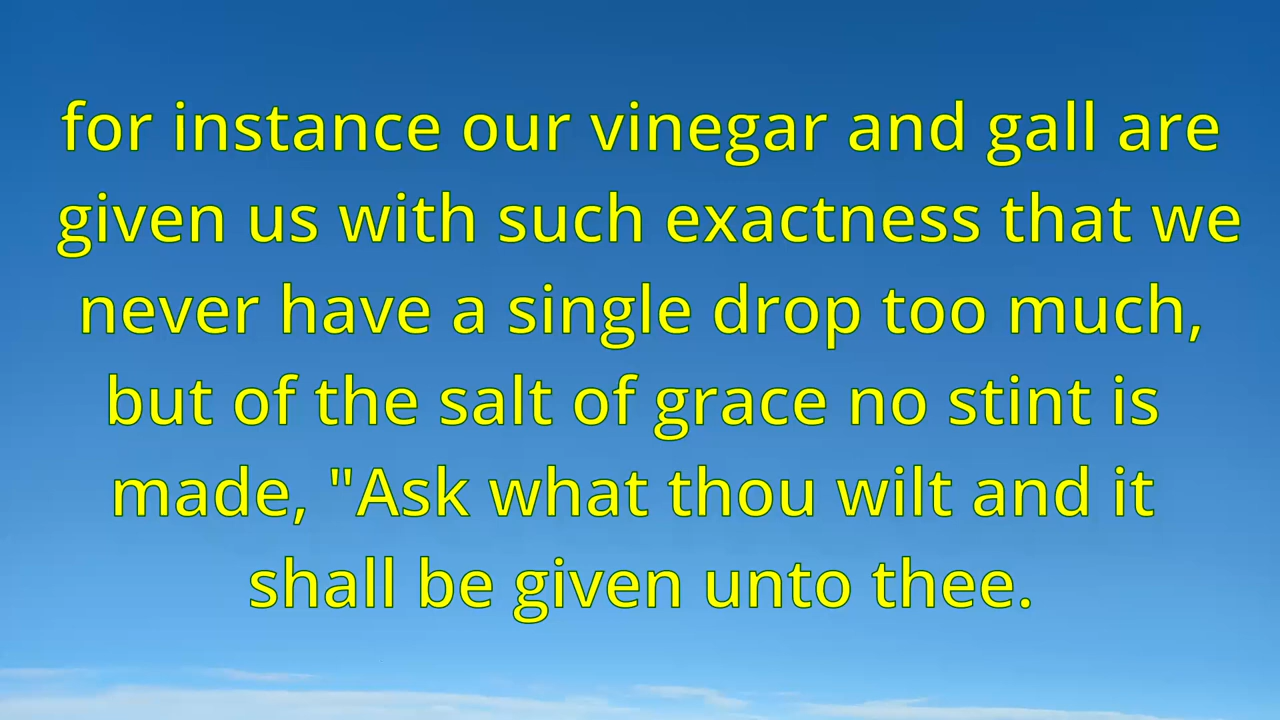 for instance our vinegar and gall are
given us with such exactness that we
never have a single drop too much,
but of the salt of grace no stint is
made, "Ask what thou wilt and it
shall be given unto thee.